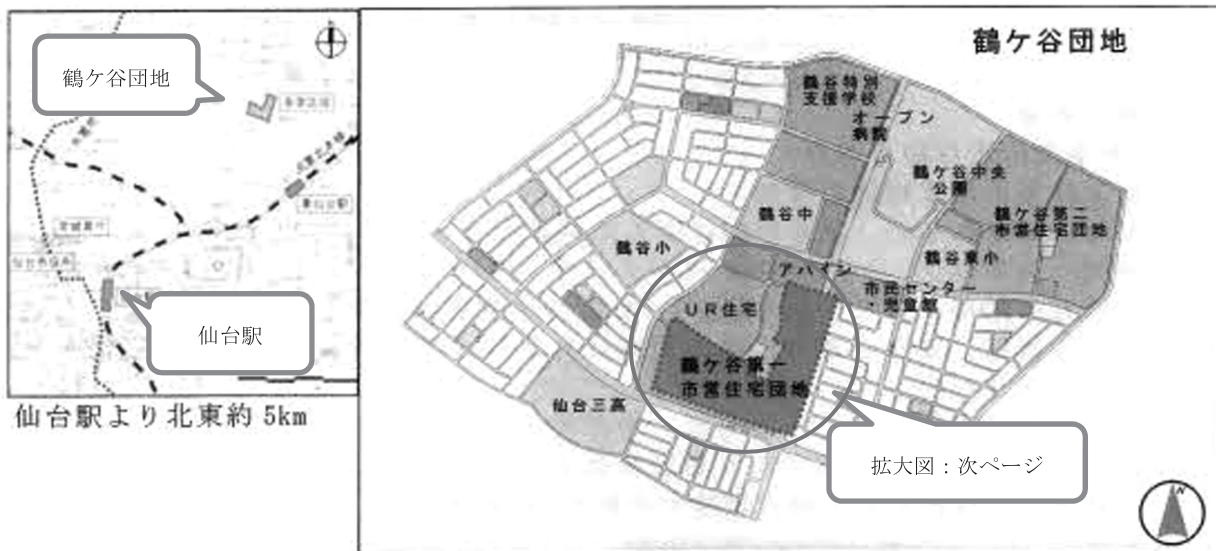 鶴ケ谷団地
仙台駅
仙台駅より北東約 5km
鶴ケ谷団地
鶴谷特別
支援学校
オープン
病院
鶴ケ谷中央
公園
鶴ケ谷第二
市営住宅団地
鶴谷中
鶴谷小
鶴谷東小
アハイン
市民センター
・児童館
UR住宅
鶴ケ谷第一
市営住宅団地
仙台三高
拡大図：次ページ
N